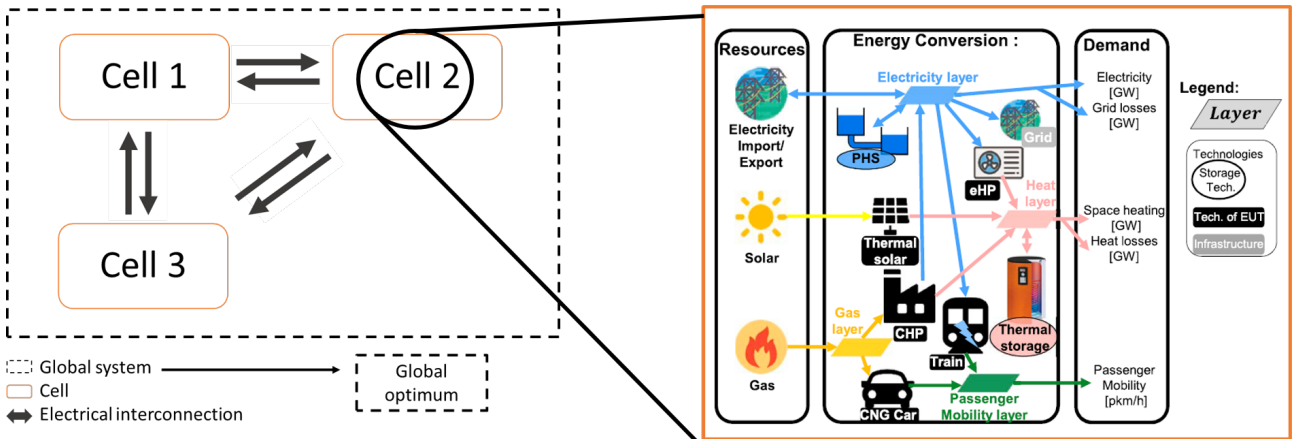 Cell 1
Cell 2
Cell 3
Global system
Cell
Electrical interconnection
Global
optimum
Resources
Energy Conversion :
Demand
Electricity
Import/
Export
Solar
Gas
Electricity layer
PHS
Grid
eHP
Heat
layer
Thermal
solar
Gas
layer
CHP
Train
Thermal
storage
CNG Car
Passenger
Mobility layer
Electricity
[GW]
Grid losses
[GW]
Space heating
[GW]
Heat losses
[GW]
Passenger
Mobility
[pkm/h]
Legend:
Layer
Technologies
Storage
Tech.
Tech. of EUT
Infrastructure